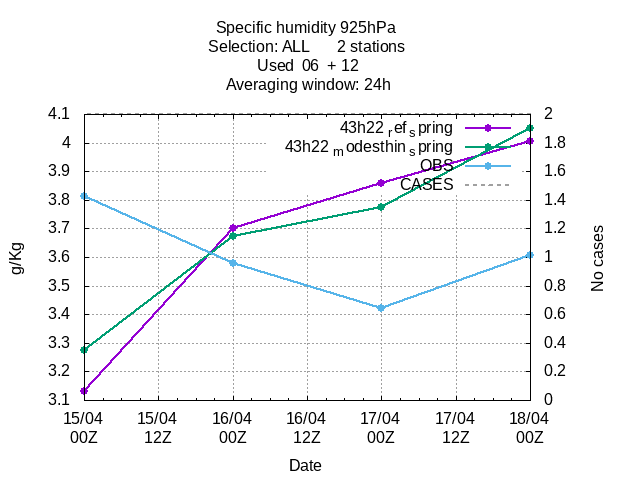 Specific humidity 925hPa
Selection: ALL 2 stations
Used 06 + 12
Averaging window: 24h
4.1
4
3.9
3.8
3.7
3.6
3.5
3.4
3.3
3.2
3.1
2
1.8
1.6
1.4
1.2
1
0.8
0.6
0.4
0.2
0
43h22 refspring
43h22 modesthinspring
OBS
CASES
g/Kg
No cases
15/04 15/04 16/04 16/04 17/04 17/04 18/04
00Z 12Z 00Z 12Z 00Z 12Z 00Z
Date